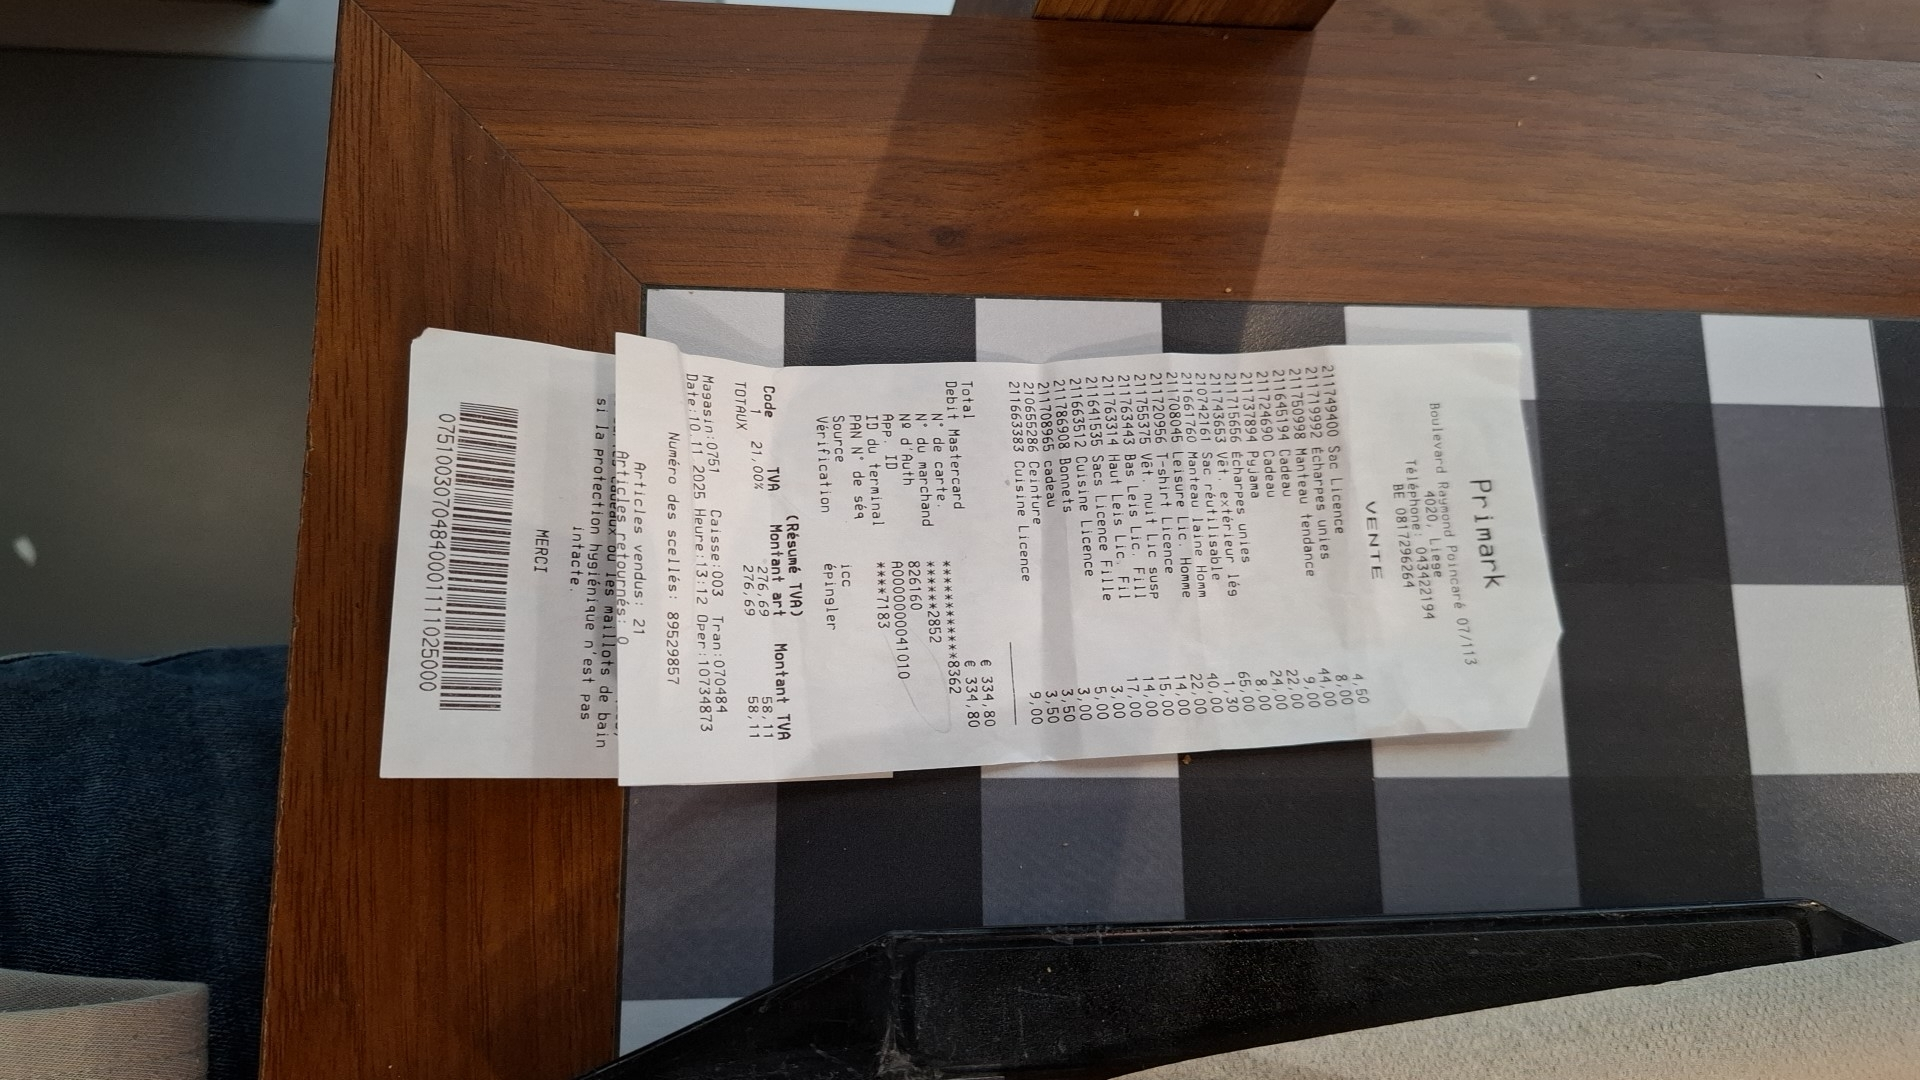 Primark
Boulevard Raymond Poincaré 07/113
4020, Liege
Téléphone: 043422194
BE 0817296264
VENTE
211749400 Sac Licence 4,50
211719992 Écharpes unies 8,00
211750998 Manteau tendance 44,00
211645194 Cadeau 9,00
211724690 Cadeau 22,00
211737894 Pyjama 24,00
211715656 Écharpes unies 8,00
211743653 Vêt. extérieur lég 65,00
210742161 Sac réutilisable 1,30
211661760 Manteau laine Homm 40,00
211708045 Leisure Lic. Homme 22,00
211720956 T-shirt Licence 14,00
211755375 Vêt. nuit Lic susp 15,00
211763443 Bas Leis Lic. Fill 14,00
211763314 Haut Leis Lic. Fil 17,00
211641535 Sacs Licence Fille 3,00
211663512 Cuisine Licence 5,00
211786908 Bonnets 3,00
211708965 cadeau 3,50
210655286 Ceinture 3,50
211663383 Cuisine Licence 9,00
Total € 334,80
Debit Mastercard € 334,80
N° de carte. ************8362
N° du marchand ******2852
Nº d'Auth 826160
App. ID A0000000041010
ID du terminal ****7183
PAN N° de séq
Source icc
Vérification épingler
(Résumé TVA)
Code TVA Montant art Montant TVA
1 21,00% 276,69 58,11
TOTAUX 276,69 58,11
Magasin:0751 Caisse:003 Tran:070484
Date:10.11.2025 Heure:13:12 Oper:10734873
Numéro des scellés: 89529857
Articles vendus: 21
Articles retournés: 0
cadeaux ou les maillots de bain
si la protection hygiénique n'est pas
intacte.
MERCI
07510030704840001111025000